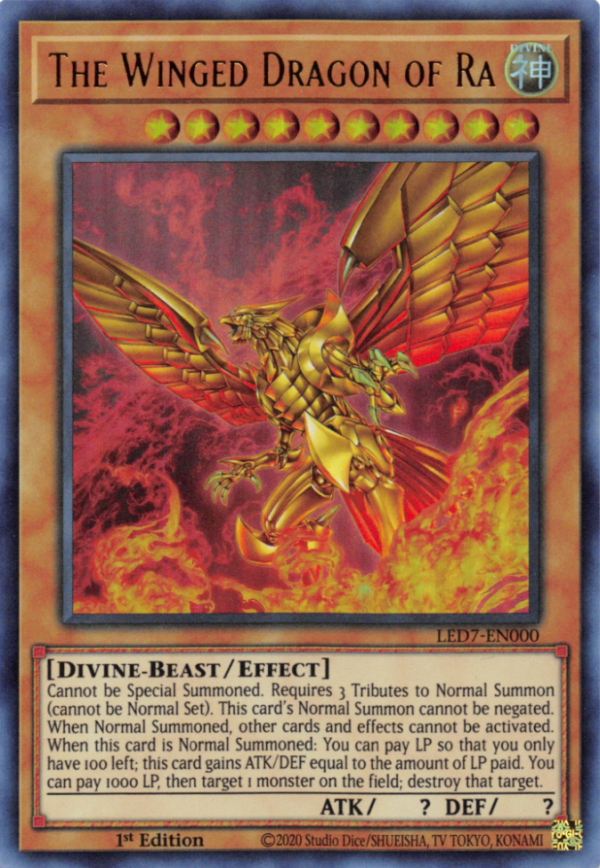 THE WINGED DRAGON OF RA
DIVINE
神
LED7-EN000
[DIVINE-BEAST/EFFECT]
Cannot be Special Summoned. Requires 3 Tributes to Normal Summon
(cannot be Normal Set). This card's Normal Summon cannot be negated.
When Normal Summoned, other cards and effects cannot be activated.
When this card is Normal Summoned: You can pay LP so that you only
have 100 left; this card gains ATK/DEF equal to the amount of LP paid. You
can pay 1000 LP, then target 1 monster on the field; destroy that target.
ATK/ ? DEF/ ?
1st Edition
©2020 Studio Dice/SHUEISHA, TV TOKYO, KONAMI